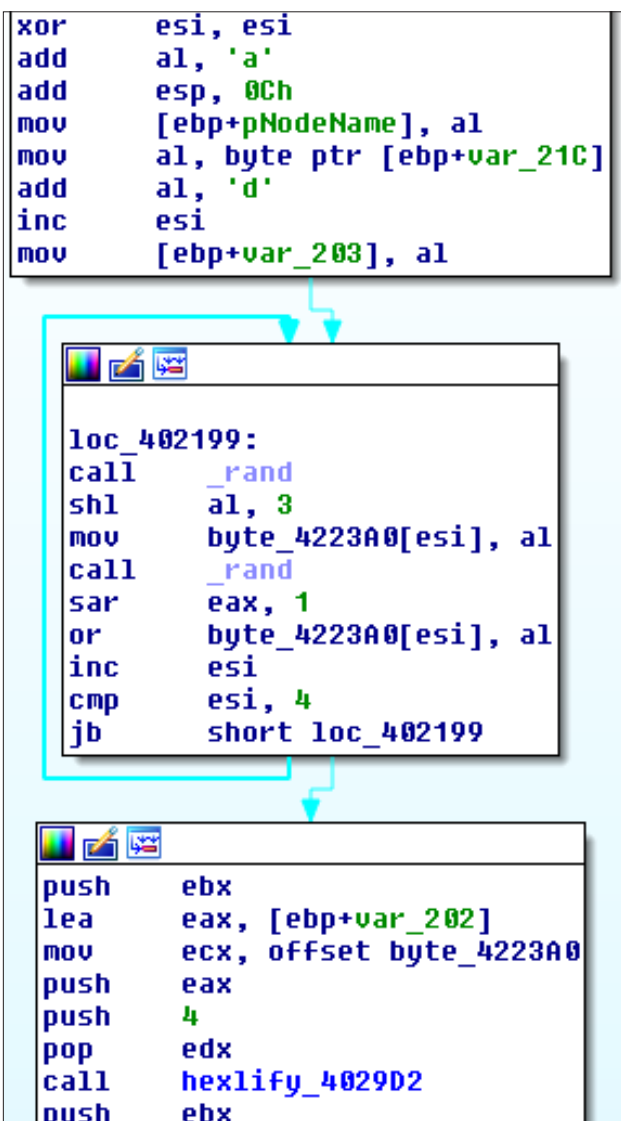 xor esi, esi
add al, 'a'
add esp, 0Ch
mov [ebp+pNodeName], al
mov al, byte ptr [ebp+var_21C]
add al, 'd'
inc esi
mov [ebp+var_203], al
loc_402199:
call _rand
shl al, 3
mov byte_4223A0[esi], al
call _rand
sar eax, 1
or byte_4223A0[esi], al
inc esi
cmp esi, 4
jb short loc_402199
push ebx
lea eax, [ebp+var_202]
mov ecx, offset byte_4223A0
push eax
push 4
pop edx
call hexlify_4029D2
push ebx